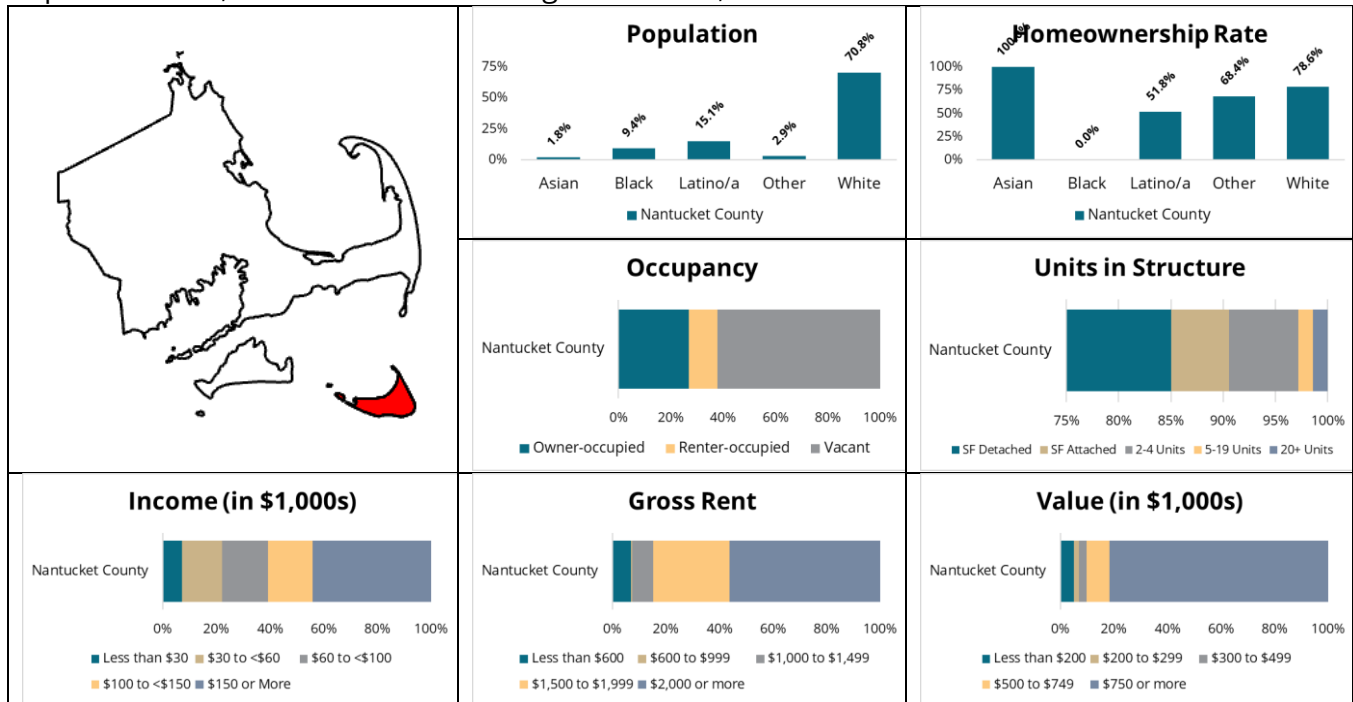 Population
75%
50%
25%
0%
1.8%
9.4%
15.1%
2.9%
70.8%
Asian Black Latino/a Other White
Nantucket County
Homeownership Rate
100%
75%
50%
25%
0%
0.0%
51.8%
68.4%
78.6%
Asian Black Latino/a Other White
Nantucket County
Occupancy
Nantucket County
0% 20% 40% 60% 80% 100%
Owner-occupied Renter-occupied Vacant
Units in Structure
Nantucket County
75% 80% 85% 90% 95% 100%
SF Detached SF Attached 2-4 Units 5-19 Units 20+ Units
Income (in $1,000s)
Nantucket County
0% 20% 40% 60% 80% 100%
Less than $30 $30 to <$60 $60 to <$100
$100 to <$150 $150 or More
Gross Rent
Nantucket County
0% 20% 40% 60% 80% 100%
Less than $600 $600 to $999 $1,000 to $1,499
$1,500 to $1,999 $2,000 or more
Value (in $1,000s)
Nantucket County
0% 20% 40% 60% 80% 100%
Less than $200 $200 to $299 $300 to $499
$500 to $749 $750 or more